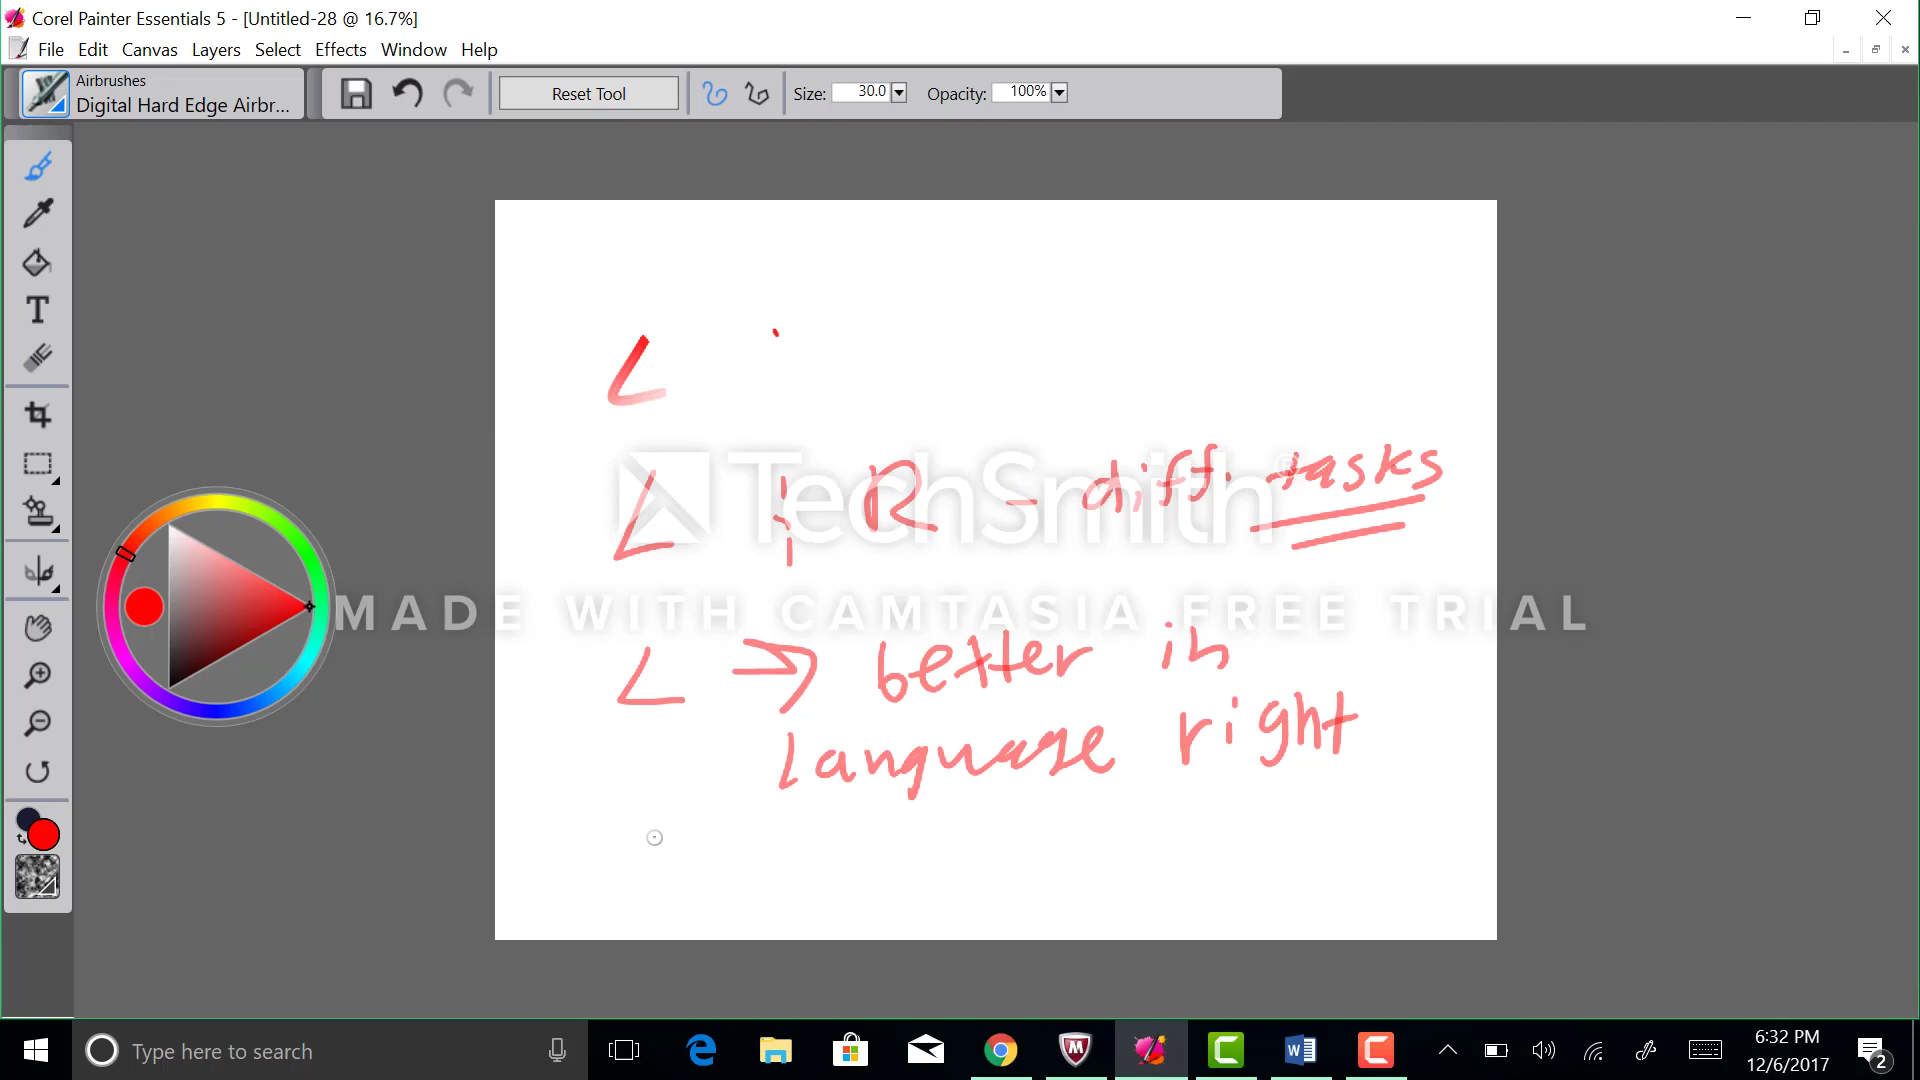 Corel Painter Essentials 5 - [Untitled-28 @ 16.7%]
File Edit Canvas Layers Select Effects Window Help
Airbrushes
Digital Hard Edge Airbr...
Reset Tool
Size: 30.0
Opacity: 100%
L
L ; R - diff. tasks
TechSmith®
MADE WITH CAMTASIA FREE TRIAL
L → better in
language right
Type here to search
6:32 PM
12/6/2017
2